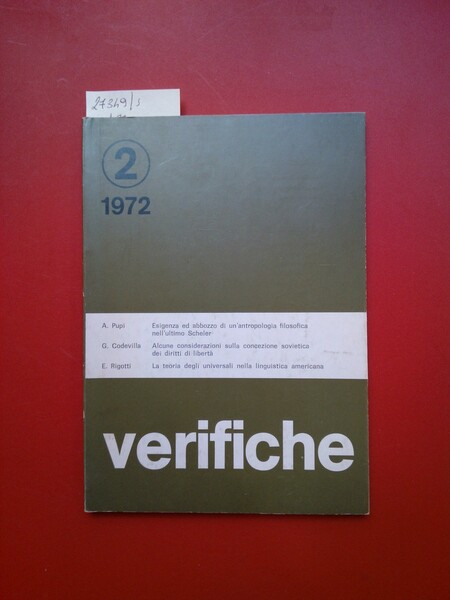 27349/s
2
1972
A. Pupi Esigenza ed abbozzo di un'antropologia filosofica
nell'ultimo Scheler
G. Codevilla Alcune considerazioni sulla concezione sovietica
dei diritti di libertà
E. Rigotti La teoria degli universali nella linguistica americana
verifiche